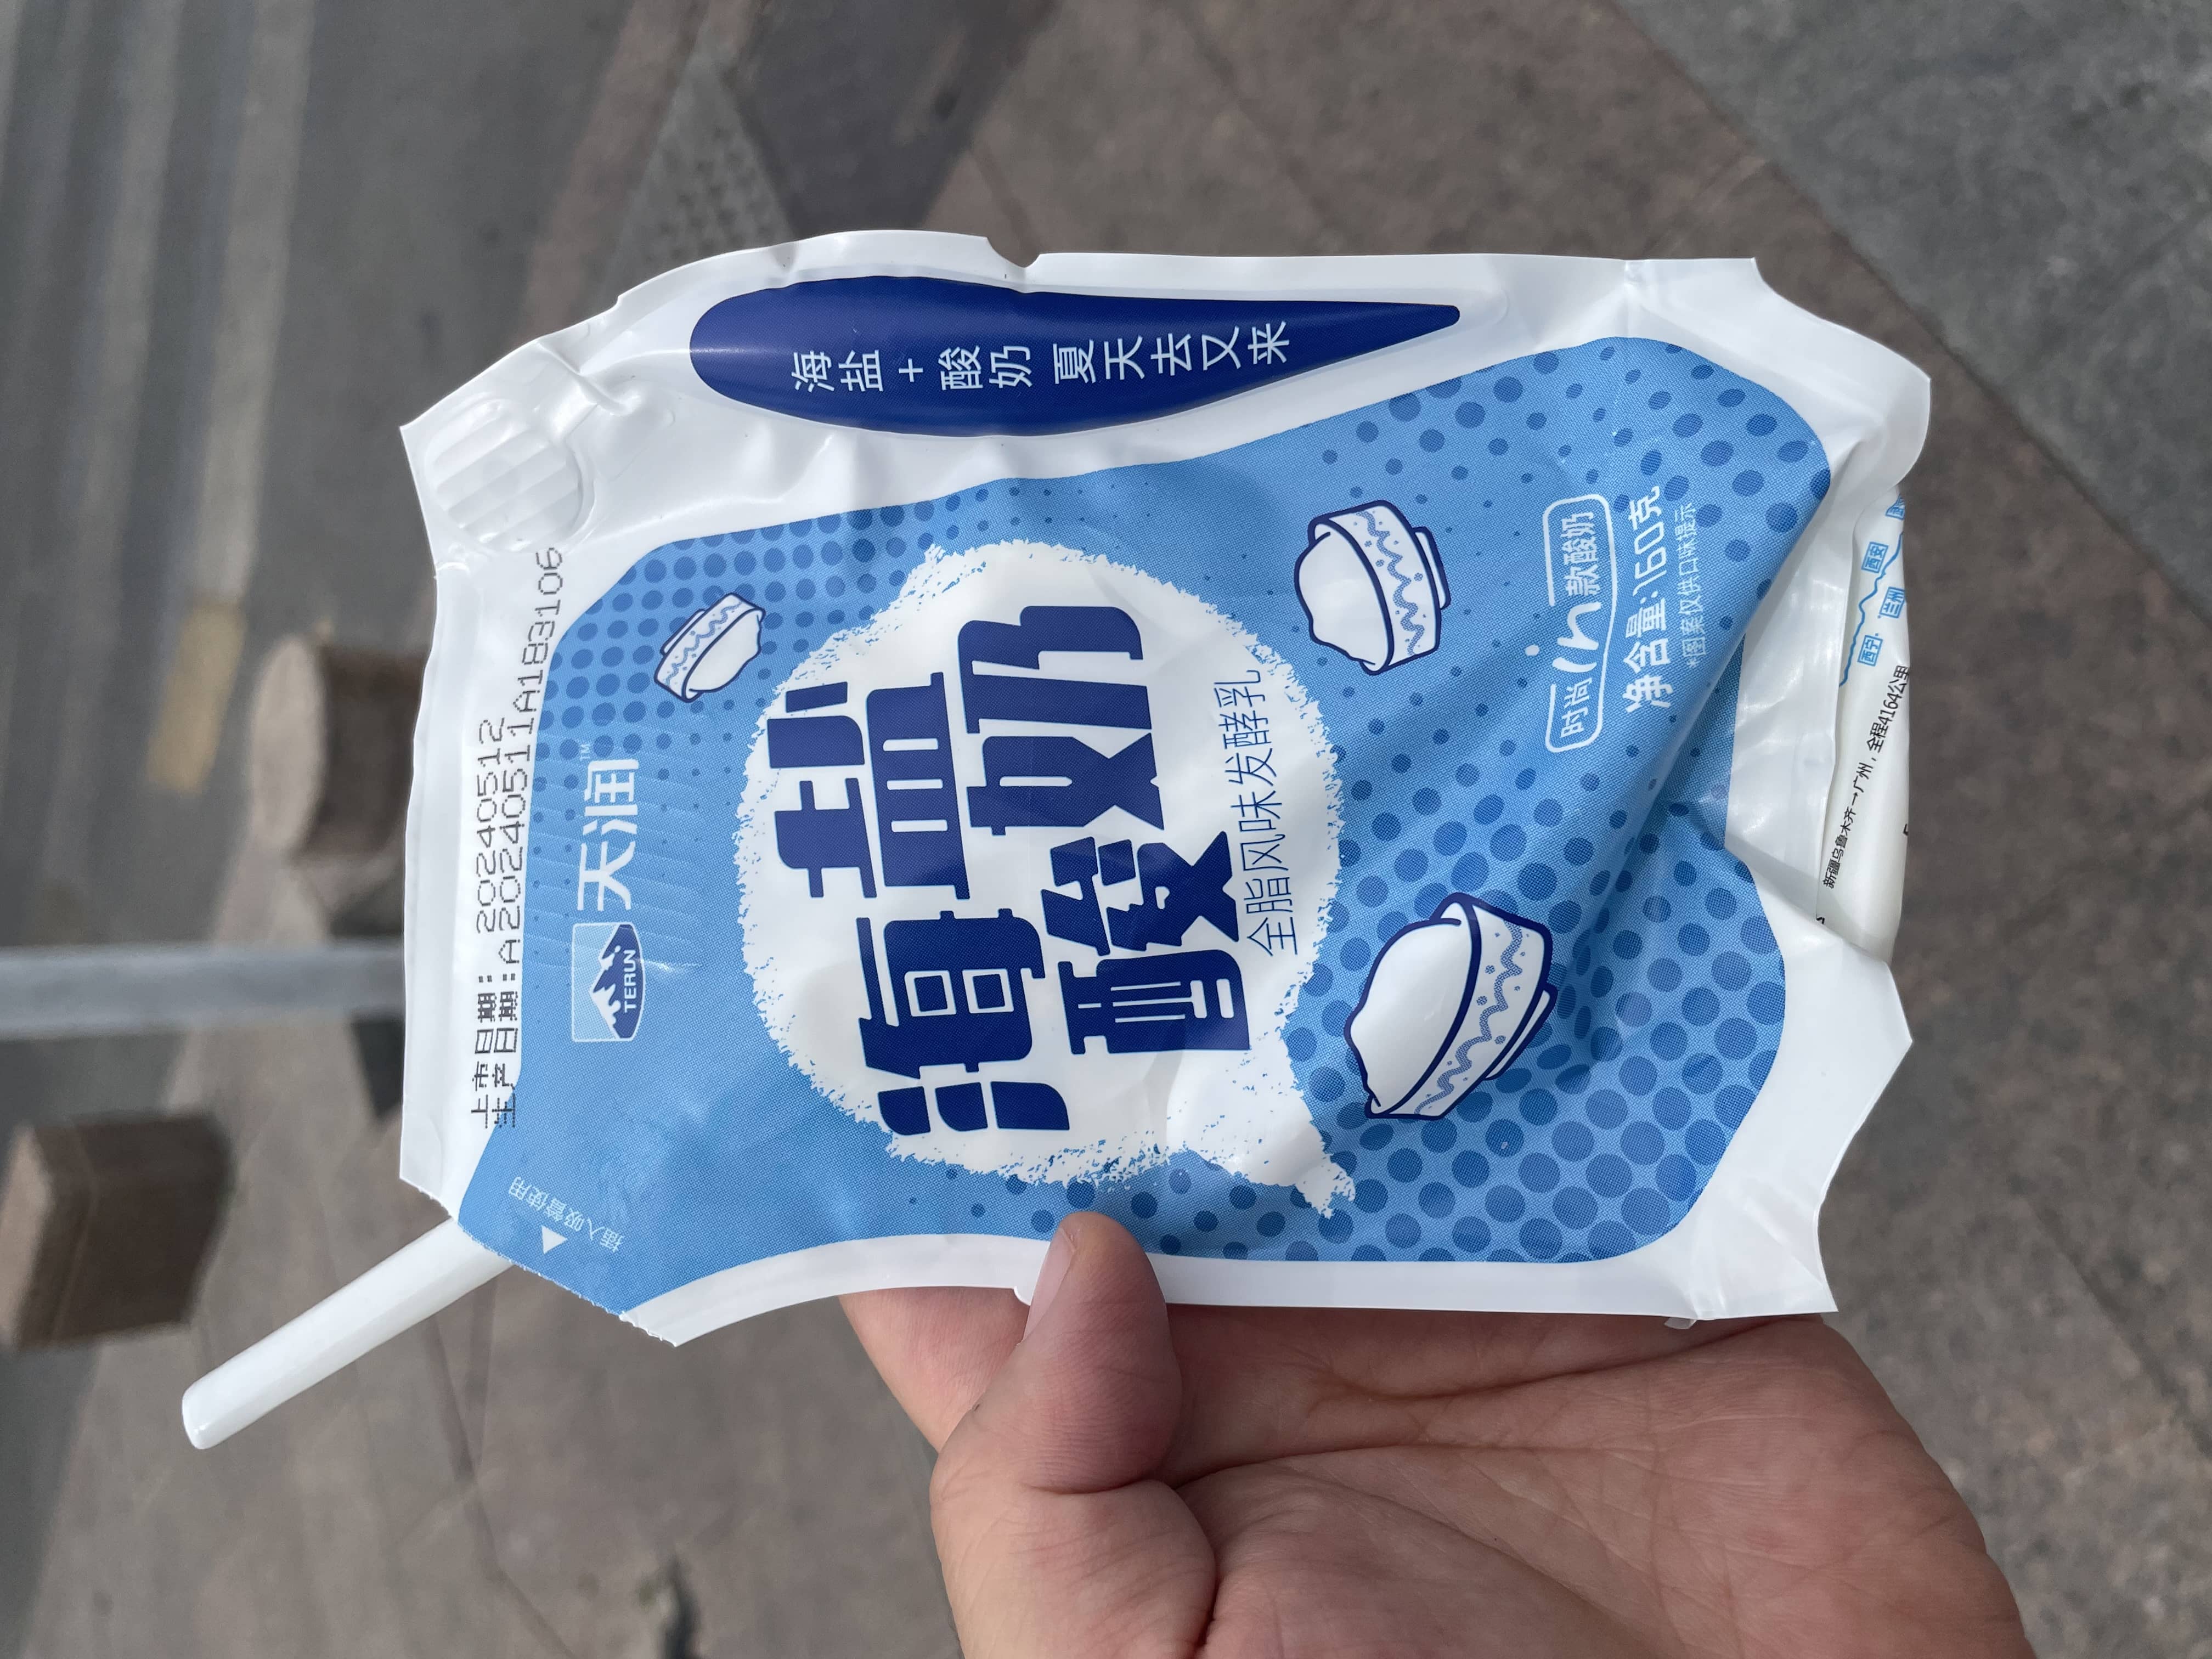 上市日期: 20240512
生产日期:A20240511A183106
插入吸管使用
TERUN 天润™
海盐
酸奶
全脂风味发酵乳
海盐+酸奶 夏天去又来
时尚in款酸奶
净含量:160克
*图案仅供口味提示
新疆乌鲁木齐→广州，全程4164公里
西宁
兰州
西安